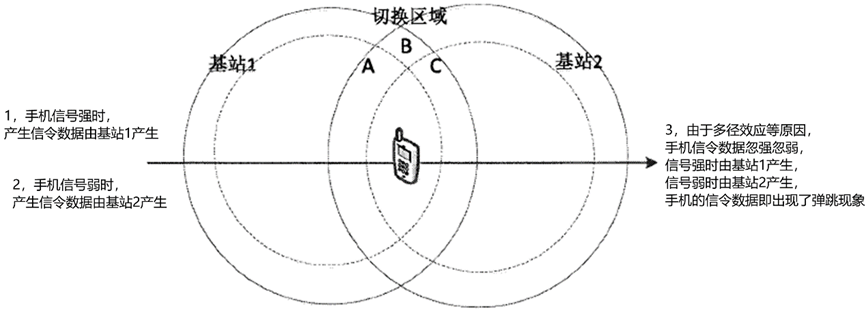 切换区域
基站1
B
A
C
基站2
1，手机信号强时，
产生信令数据由基站1产生
2，手机信号弱时，
产生信令数据由基站2产生
3，由于多径效应等原因，
手机信令数据忽强忽弱，
信号强时由基站1产生，
信号弱时由基站2产生，
手机的信令数据即出现了弹跳现象